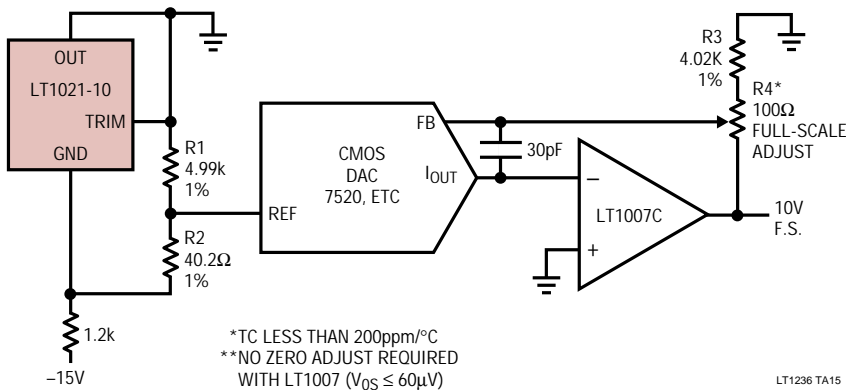 OUT
LT1021-10
TRIM
GND
R1
4.99k
1%
R2
40.2Ω
1%
1.2k
–15V
REF
CMOS
DAC
7520, ETC
FB
IOUT
30pF
–
+
LT1007C
R3
4.02K
1%
R4*
100Ω
FULL-SCALE
ADJUST
10V
F.S.
*TC LESS THAN 200ppm/°C
**NO ZERO ADJUST REQUIRED
WITH LT1007 (V0S ≤ 60µV)
LT1236 TA15